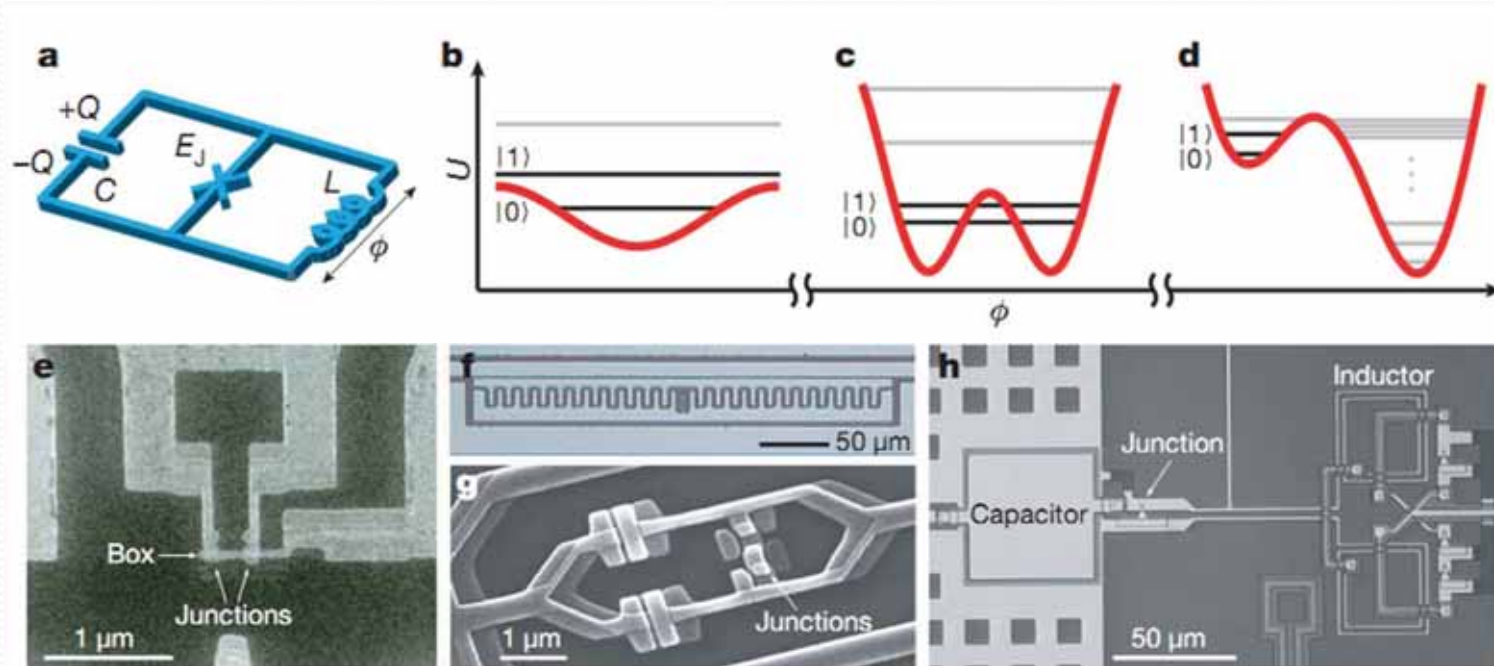 a
+Q
−Q
C
E_J
L
ϕ
b
U
|1⟩
|0⟩
c
|1⟩
|0⟩
ϕ
d
|1⟩
|0⟩
e
Box
Junctions
1 µm
f
50 µm
g
Junctions
1 µm
h
Inductor
Junction
Capacitor
50 µm